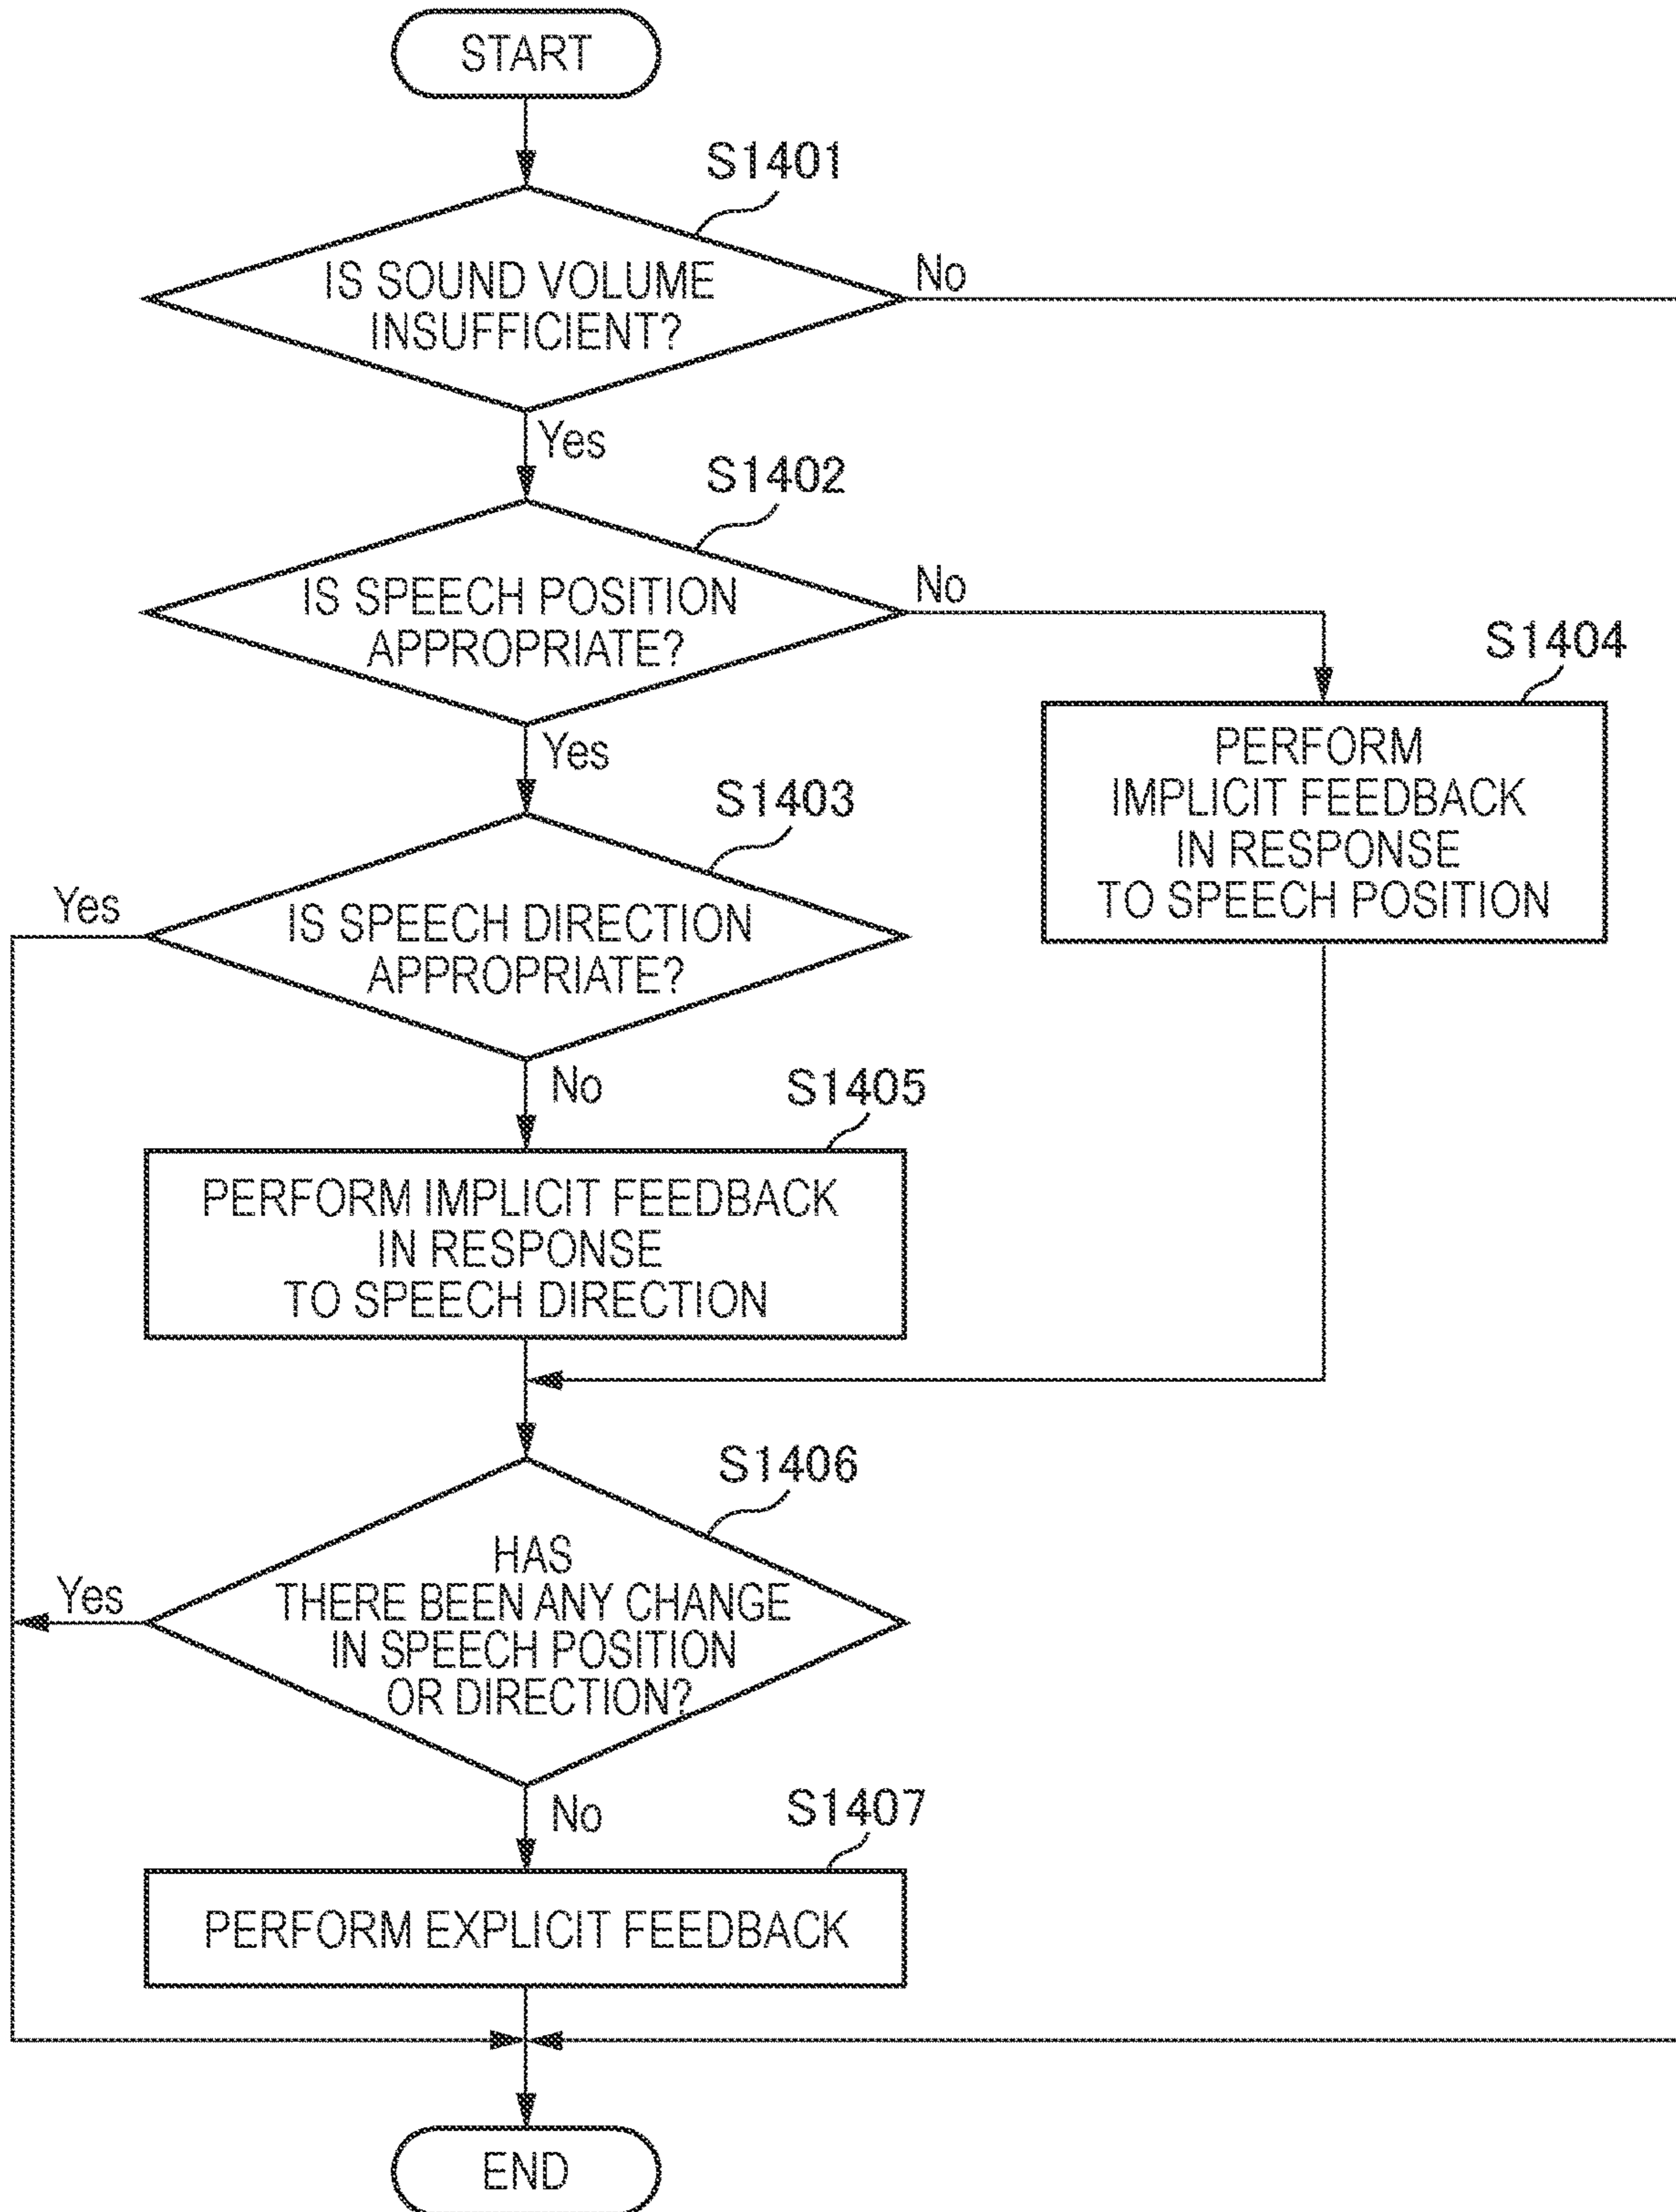 START
S1401
IS SOUND VOLUME
INSUFFICIENT?
No
Yes
S1402
IS SPEECH POSITION
APPROPRIATE?
No
Yes
S1404
PERFORM
IMPLICIT FEEDBACK
IN RESPONSE
TO SPEECH POSITION
S1403
IS SPEECH DIRECTION
APPROPRIATE?
Yes
No
S1405
PERFORM IMPLICIT FEEDBACK
IN RESPONSE
TO SPEECH DIRECTION
S1406
HAS
THERE BEEN ANY CHANGE
IN SPEECH POSITION
OR DIRECTION?
Yes
No
S1407
PERFORM EXPLICIT FEEDBACK
END